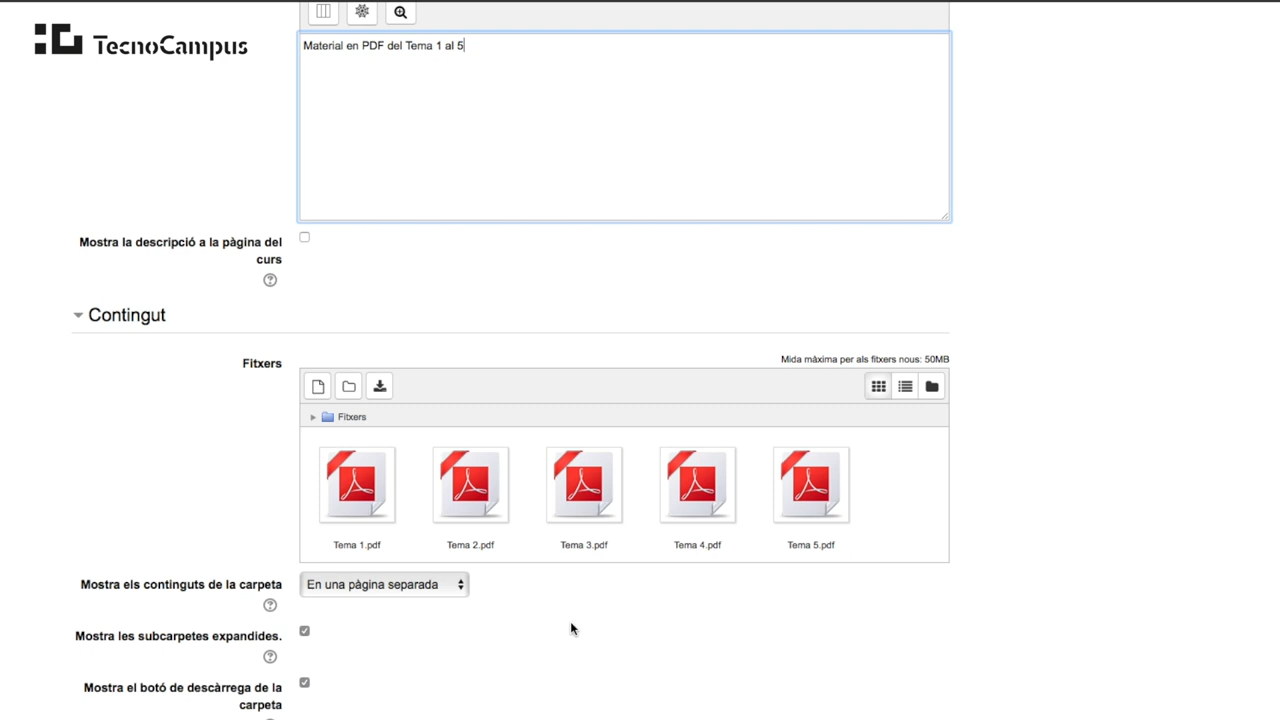 TecnoCampus
Material en PDF del Tema 1 al 5
Mostra la descripció a la pàgina del
curs
Contingut
Fitxers
Mida màxima per als fitxers nous: 50MB
Fitxers
Tema 1.pdf
Tema 2.pdf
Tema 3.pdf
Tema 4.pdf
Tema 5.pdf
Mostra els continguts de la carpeta
En una pàgina separada
Mostra les subcarpetes expandides.
Mostra el botó de descàrrega de la
carpeta